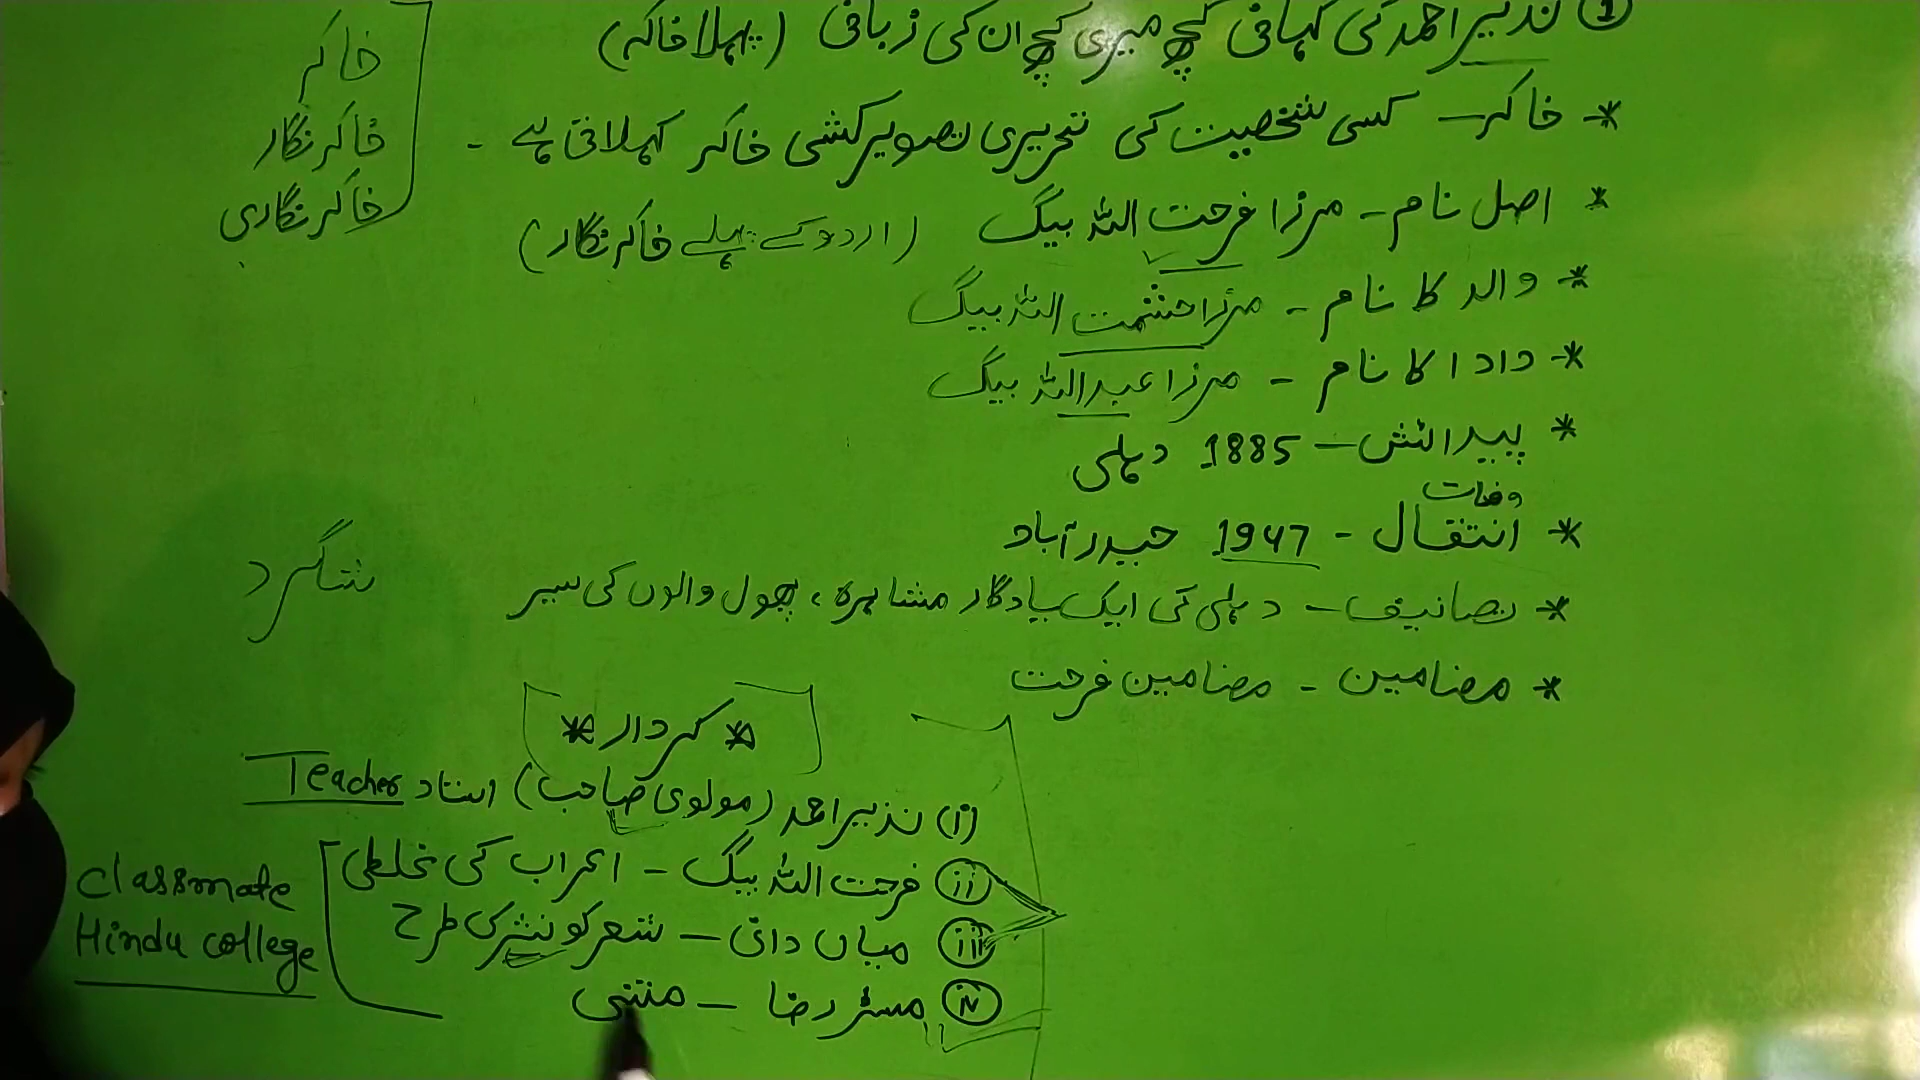 ① نذیر احمد کی کہانی کچھ میری کچھ ان کی زبانی (پہلا خاکہ)
* خاکہ — کسی شخصیت کی تحریری تصویر کشی خاکہ کہلاتی ہے -
* اصل نام - مرزا فرحت اللہ بیگ (اردو کے پہلے خاکہ نگار)
* والد کا نام - مرزا حشمت اللہ بیگ
* دادا کا نام - مرزا عبداللہ بیگ
* پیدائش — 1885 دہلی
وفات
* انتقال - 1947 حیدرآباد
* تصانیف - دہلی کی ایک یادگار مشاہرہ، پھول والوں کی سیر
* مضامین - مضامین فرحت
خاکہ
خاکہ نگار
خاکہ نگاری
شاگرد
* کردار *
(i) نذیر احمد (مولوی صاحب) استاد Teacher
(ii) فرحت اللہ بیگ - اعراب کی غلطی
(iii) میاں دانی - شعر کو نثر کی طرح
(iv) مسٹر رضا -
Classmate
Hindu college